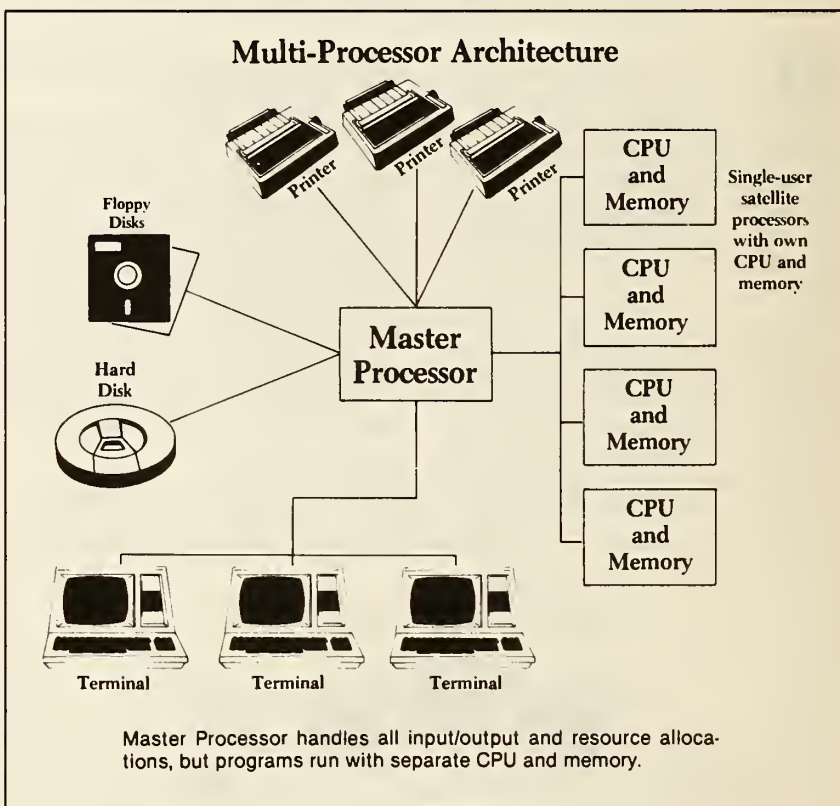 Multi-Processor Architecture
Printer
Printer
Printer
Floppy
Disks
Hard
Disk
Master
Processor
CPU
and
Memory
CPU
and
Memory
CPU
and
Memory
CPU
and
Memory
Single-user
satellite
processors
with own
CPU and
memory
Terminal
Terminal
Terminal
Master Processor handles all input/output and resource alloca-
tions, but programs run with separate CPU and memory.